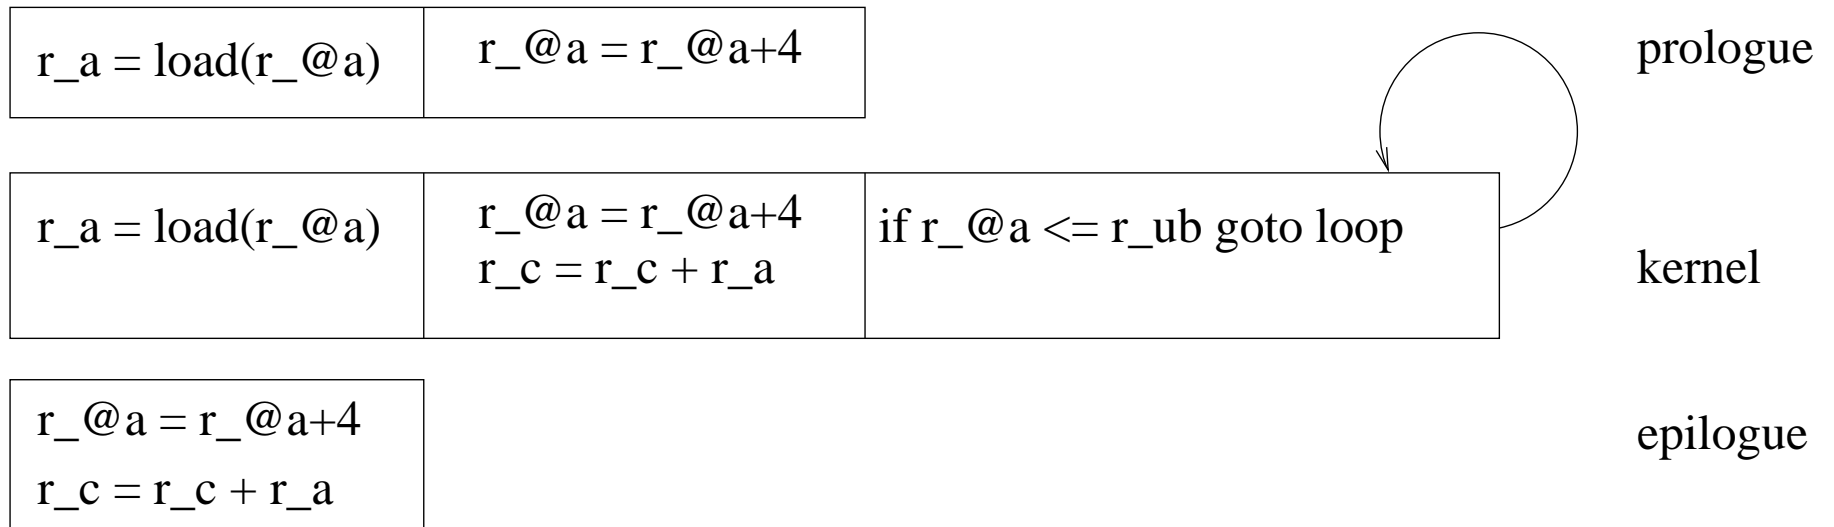 r_a = load(r_@a)
r_@a = r_@a+4
prologue
r_a = load(r_@a)
r_@a = r_@a+4
r_c = r_c + r_a
if r_@a <= r_ub goto loop
kernel
r_@a = r_@a+4
r_c = r_c + r_a
epilogue